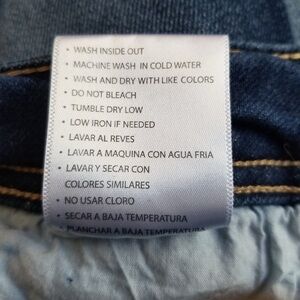 • WASH INSIDE OUT
• MACHINE WASH IN COLD WATER
• WASH AND DRY WITH LIKE COLORS
• DO NOT BLEACH
• TUMBLE DRY LOW
• LOW IRON IF NEEDED
• LAVAR AL REVES
• LAVAR A MAQUINA CON AGUA FRIA
• LAVAR Y SECAR CON
COLORES SIMILARES
• NO USAR CLORO
• SECAR A BAJA TEMPERATURA
• PLANCHAR A BAJA TEMPERATURA